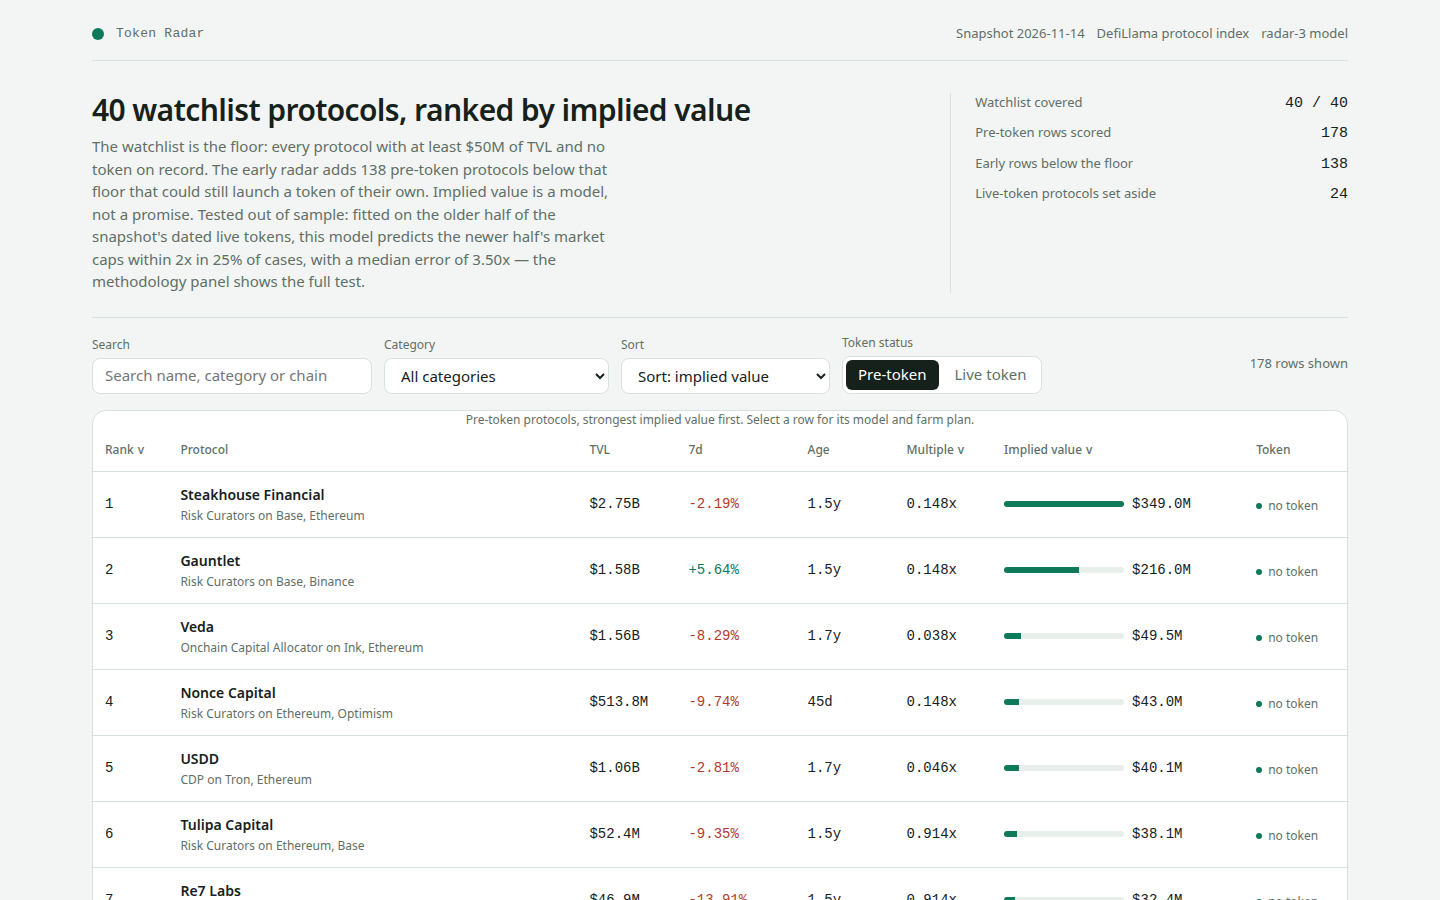 Token Radar
Snapshot 2026-11-14 DefiLlama protocol index radar-3 model
40 watchlist protocols, ranked by implied value
The watchlist is the floor: every protocol with at least $50M of TVL and no
token on record. The early radar adds 138 pre-token protocols below that
floor that could still launch a token of their own. Implied value is a model,
not a promise. Tested out of sample: fitted on the older half of the
snapshot's dated live tokens, this model predicts the newer half's market
caps within 2x in 25% of cases, with a median error of 3.50x — the
methodology panel shows the full test.
Watchlist covered 40 / 40
Pre-token rows scored 178
Early rows below the floor 138
Live-token protocols set aside 24
Search Category Sort Token status
Search name, category or chain All categories Sort: implied value Pre-token Live token 178 rows shown
Pre-token protocols, strongest implied value first. Select a row for its model and farm plan.
Rank v Protocol TVL 7d Age Multiple v Implied value v Token
1 Steakhouse Financial $2.75B -2.19% 1.5y 0.148x $349.0M no token
Risk Curators on Base, Ethereum
2 Gauntlet $1.58B +5.64% 1.5y 0.148x $216.0M no token
Risk Curators on Base, Binance
3 Veda $1.56B -8.29% 1.7y 0.038x $49.5M no token
Onchain Capital Allocator on Ink, Ethereum
4 Nonce Capital $513.8M -9.74% 45d 0.148x $43.0M no token
Risk Curators on Ethereum, Optimism
5 USDD $1.06B -2.81% 1.7y 0.046x $40.1M no token
CDP on Tron, Ethereum
6 Tulipa Capital $52.4M -9.35% 1.5y 0.914x $38.1M no token
Risk Curators on Ethereum, Base
7 Re7 Labs $46.9M -13.91% 1.5y 0.914x $32.4M no token